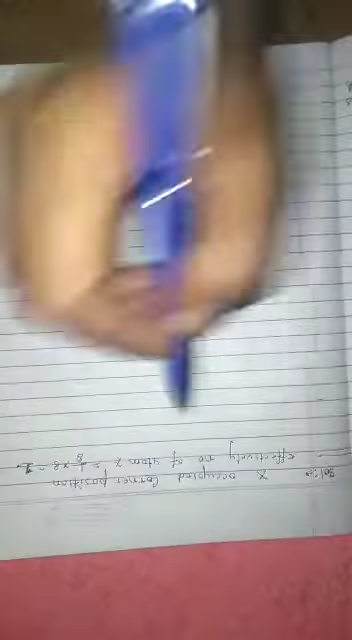 Soln:- X occupied Corner position
effectively no of atom X = 1/8 × 8 = 1